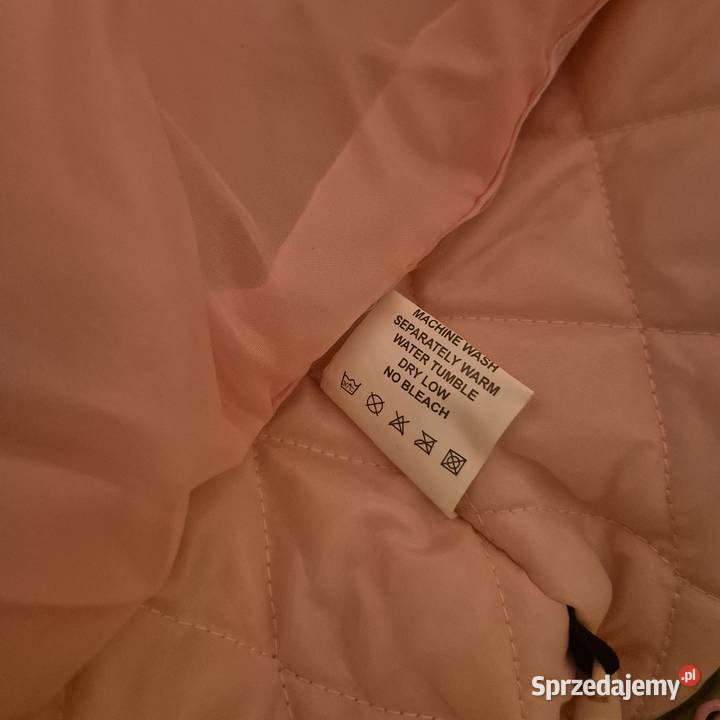 MACHINE WASH
SEPARATELY WARM
WATER TUMBLE
DRY LOW
NO BLEACH
Sprzedajemy.pl